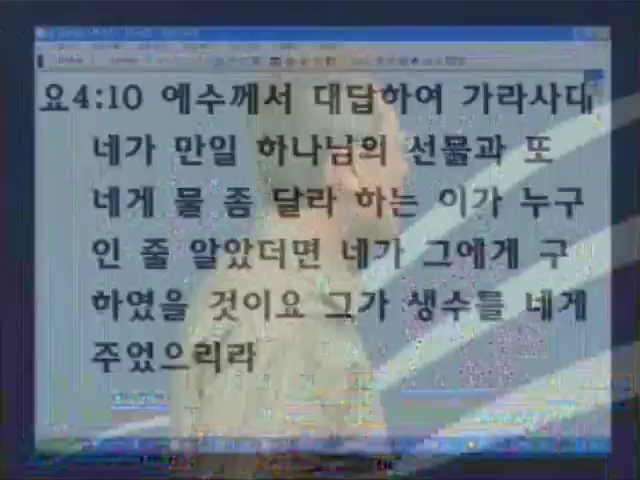 요4:10 예수께서 대답하여 가라사대
네가 만일 하나님의 선물과 또
네게 물 좀 달라 하는 이가 누구
인 줄 알았더면 네가 그에게 구
하였을 것이요 그가 생수를 네게
주었으리라